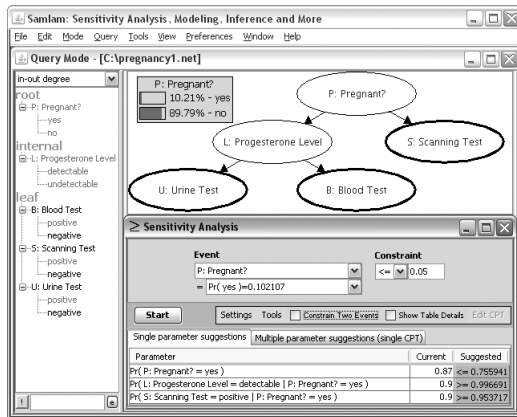 Samlam: Sensitivity Analysis, Modeling, Inference and More
File Edit Mode Query Tools View Preferences Window Help
Query Mode - [C:\pregnancy1.net]
in-out degree
root
P: Pregnant?
yes
no
internal
L: Progesterone Level
detectable
undetectable
leaf
B: Blood Test
positive
negative
S: Scanning Test
positive
negative
U: Urine Test
positive
negative
P: Pregnant?
10.21% - yes
89.79% - no
P: Pregnant?
L: Progesterone Level
S: Scanning Test
U: Urine Test
B: Blood Test
≥ Sensitivity Analysis
Event Constraint
P: Pregnant? <= 0.05
= Pr( yes )=0.102107
Start Settings Tools Constrain Two Events Show Table Details Edit CPT
Single parameter suggestions Multiple parameter suggestions (single CPT)
Parameter Current Suggested
Pr( P: Pregnant? = yes ) 0.87 <= 0.755941
Pr( L: Progesterone Level = detectable | P: Pregnant? = yes ) 0.9 >= 0.996691
Pr( S: Scanning Test = positive | P: Pregnant? = yes ) 0.9 >= 0.953717
!
e